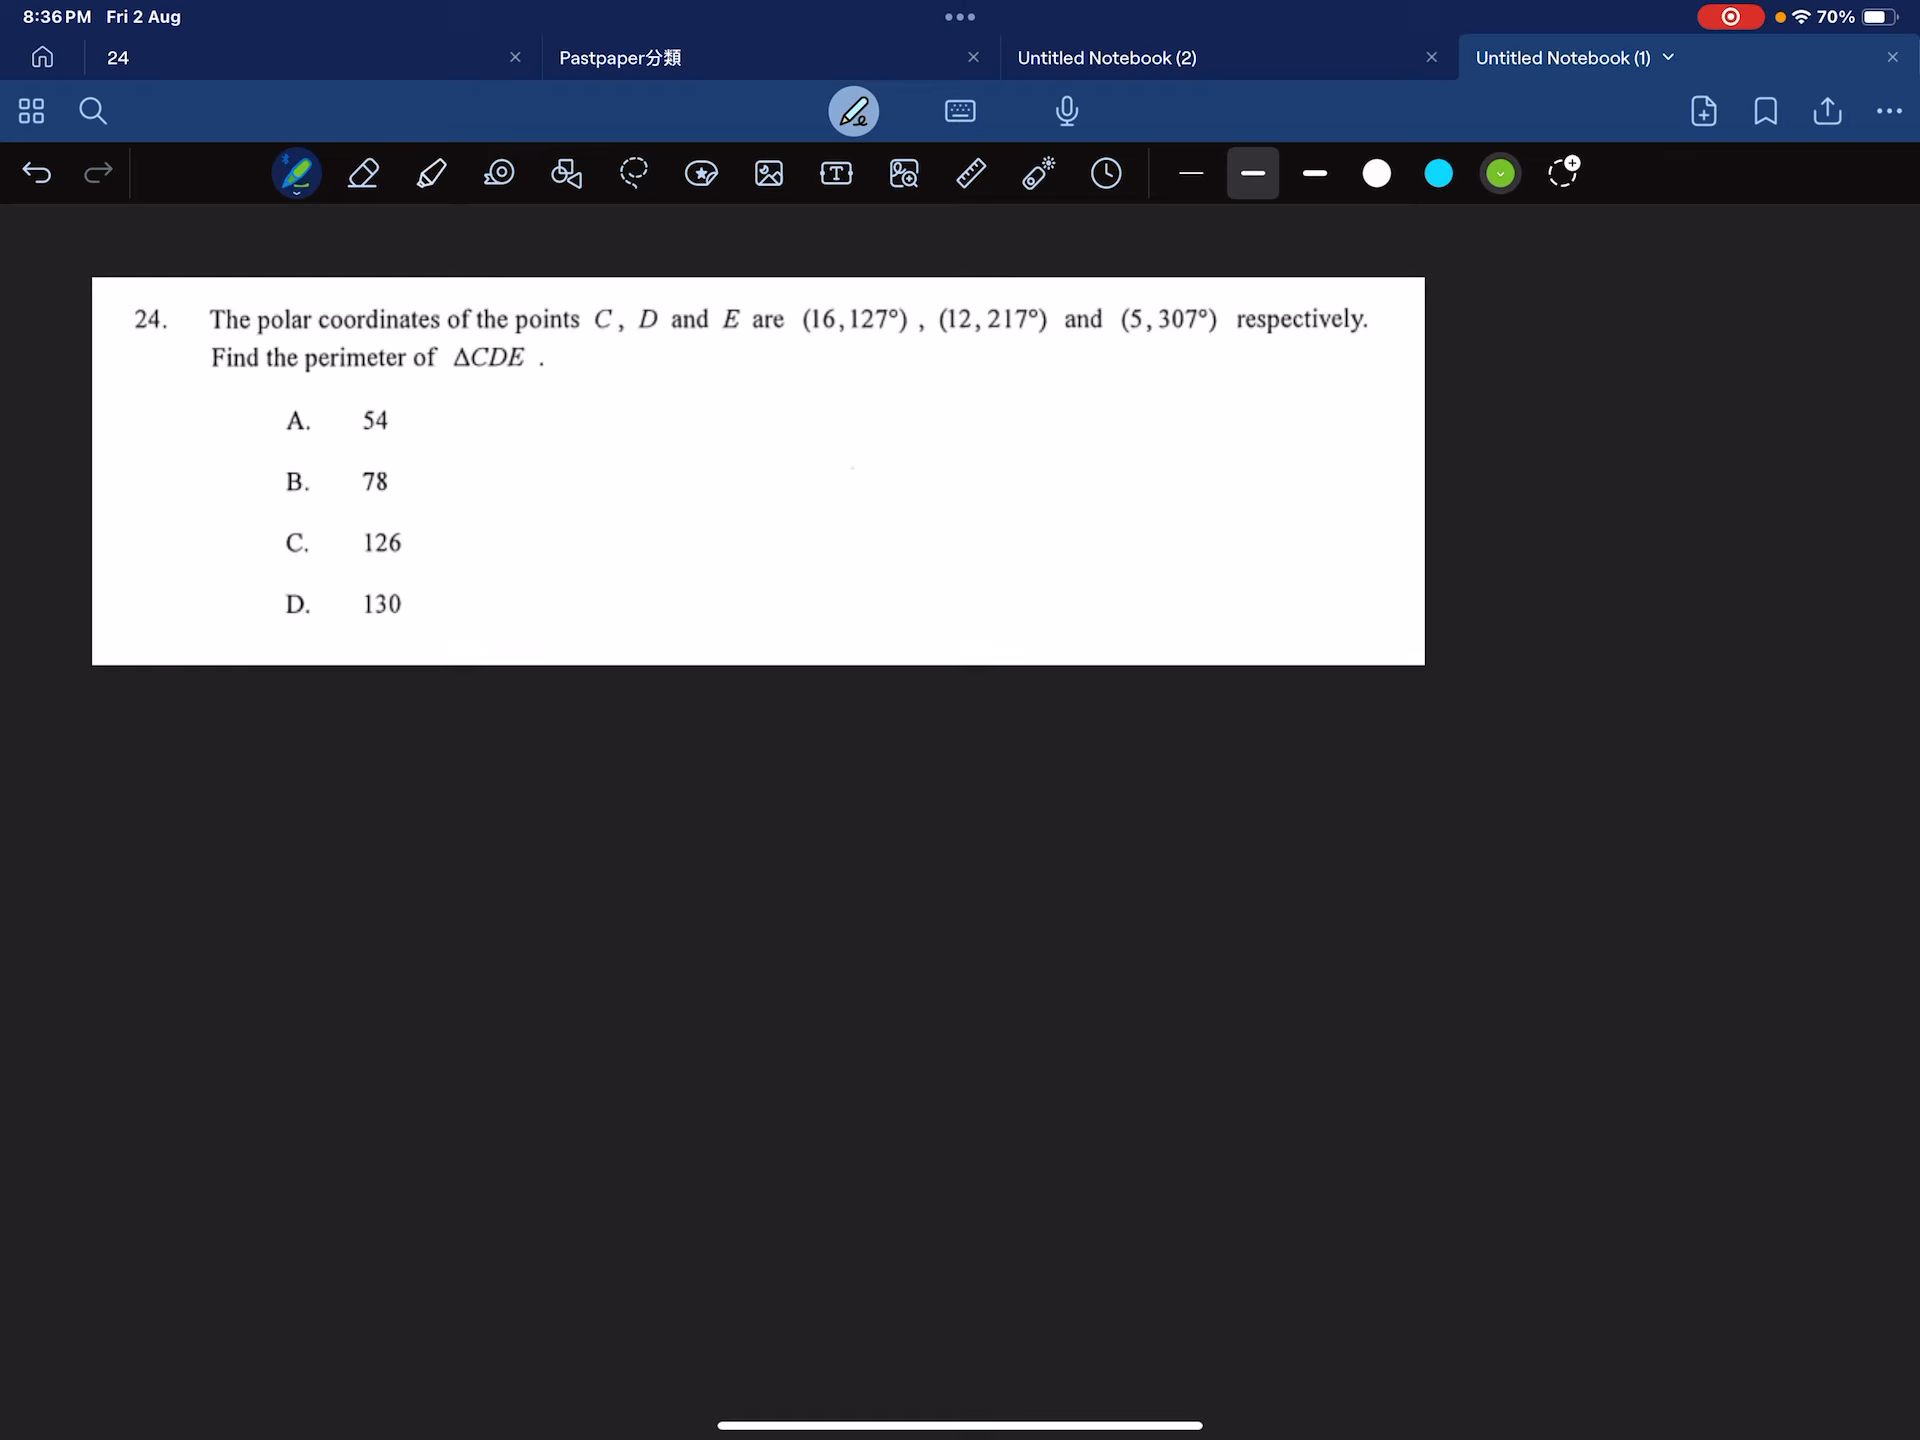 8:36 PM Fri 2 Aug
70%
24
Pastpaper分類
Untitled Notebook (2)
Untitled Notebook (1)
24. The polar coordinates of the points C, D and E are (16, 127°), (12, 217°) and (5, 307°) respectively.
Find the perimeter of ΔCDE .
A. 54
B. 78
C. 126
D. 130